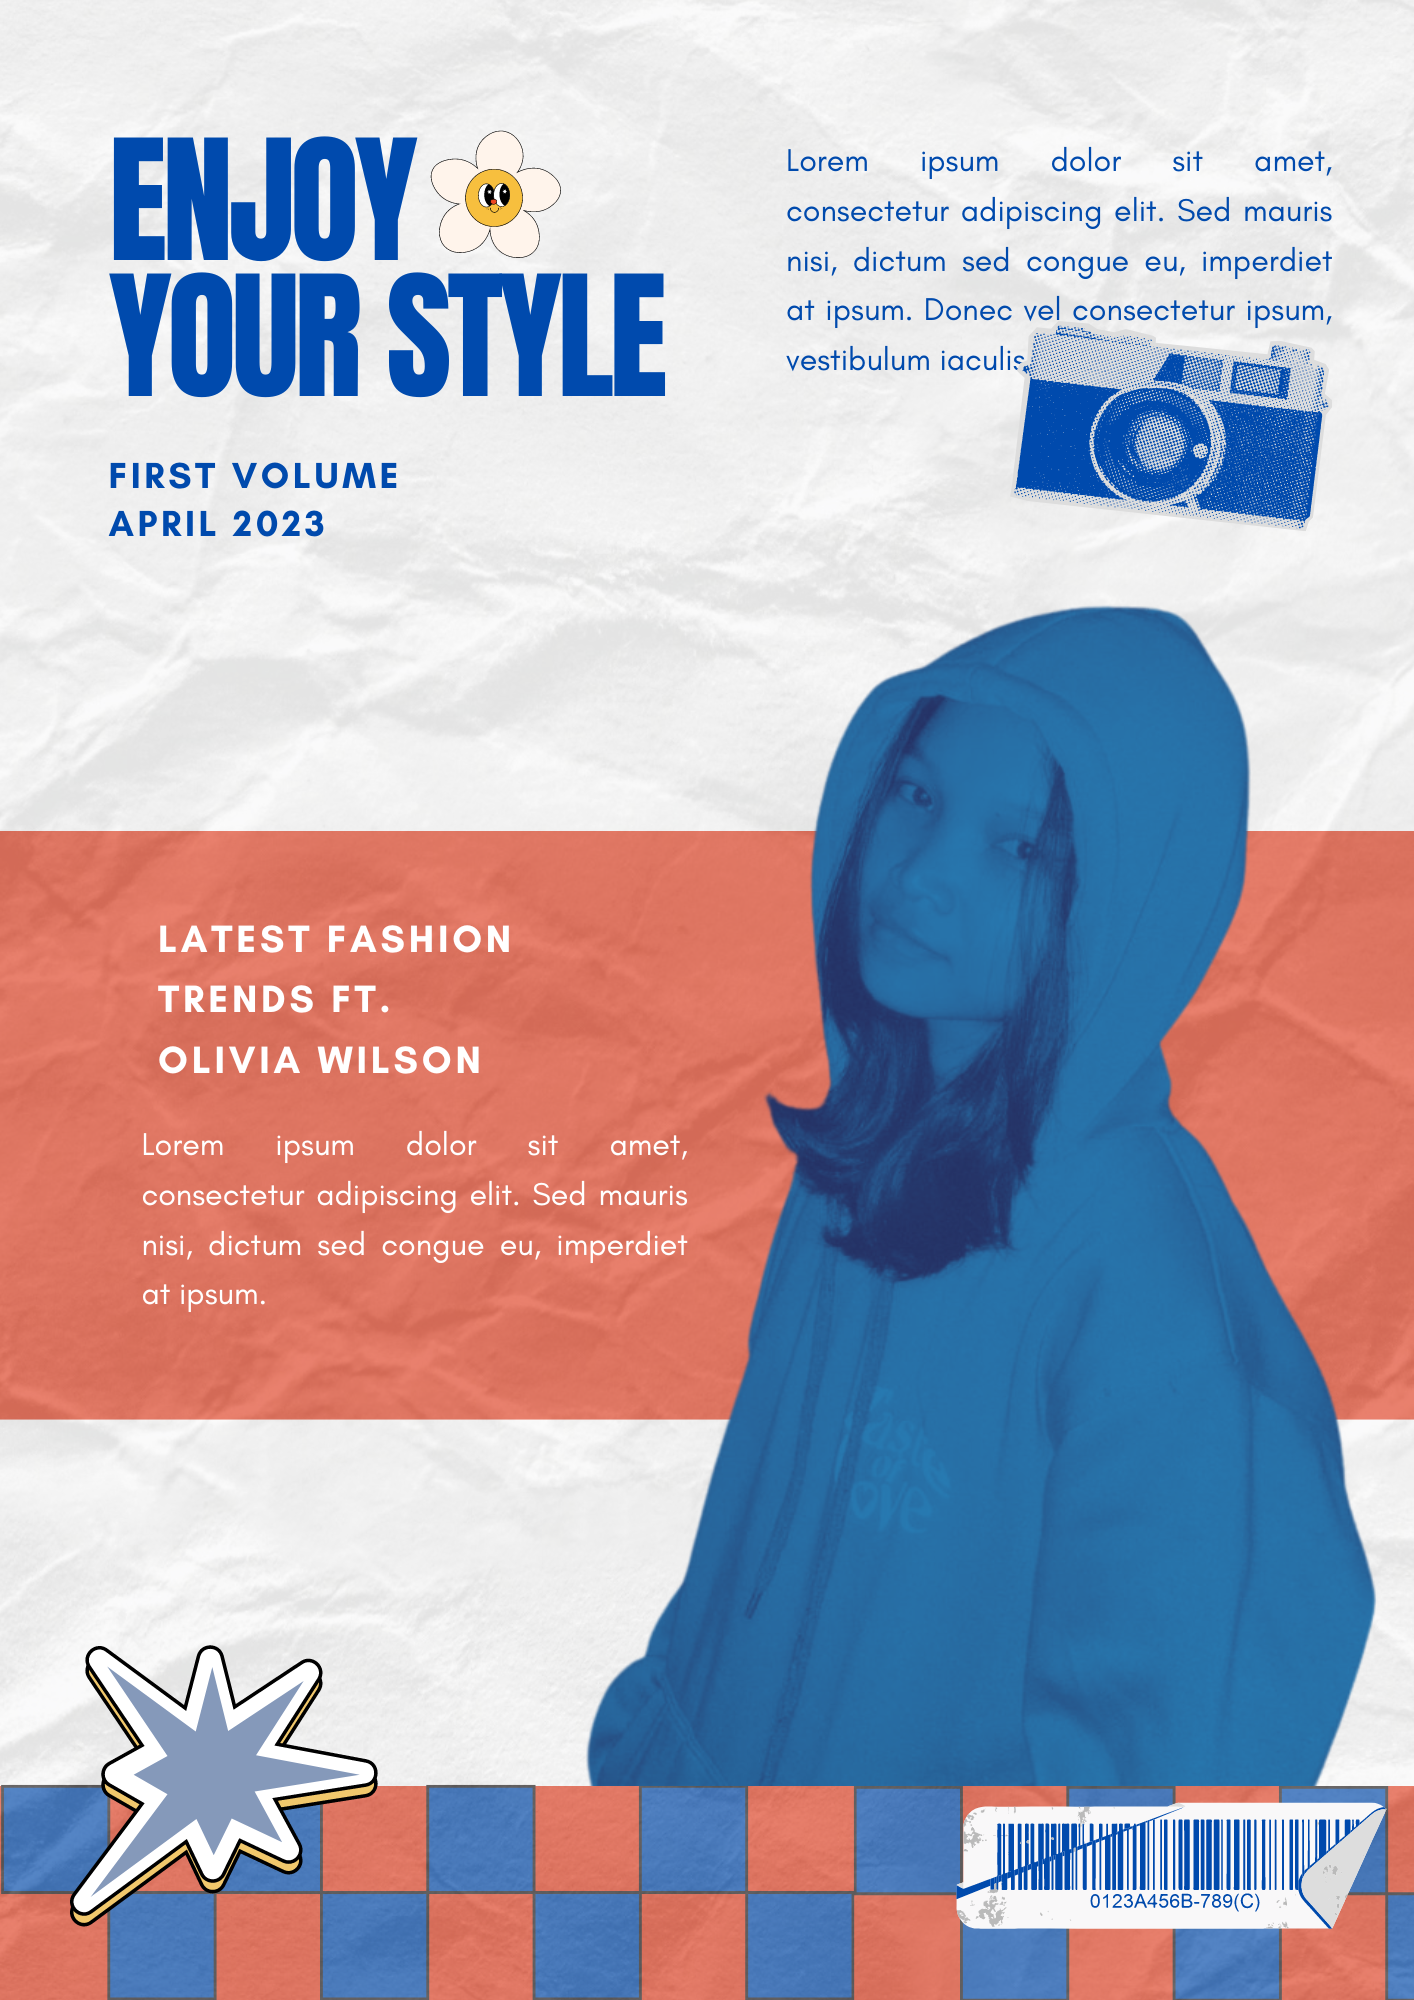 ENJOY
YOUR STYLE
FIRST VOLUME
APRIL 2023
Lorem ipsum dolor sit amet,
consectetur adipiscing elit. Sed mauris
nisi, dictum sed congue eu, imperdiet
at ipsum. Donec vel consectetur ipsum,
vestibulum iaculis
LATEST FASHION
TRENDS FT.
OLIVIA WILSON
Lorem ipsum dolor sit amet,
consectetur adipiscing elit. Sed mauris
nisi, dictum sed congue eu, imperdiet
at ipsum.
of
0123A456B-789(C)